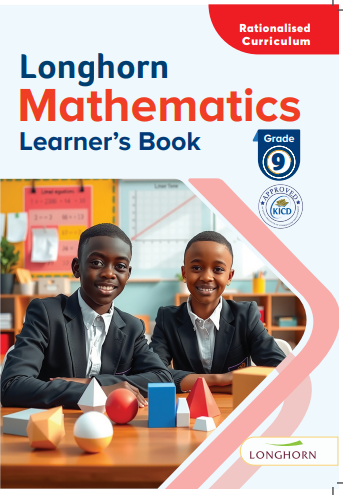 Rationalised
Curriculum
Longhorn
Mathematics
Learner's Book
Grade
9
APPROVED
KICD
LONGHORN